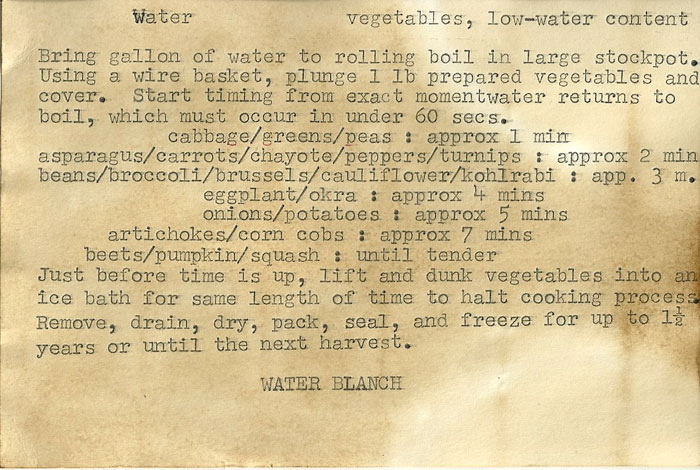 Water vegetables, low-water content
Bring gallon of water to rolling boil in large stockpot.
Using a wire basket, plunge 1 lb prepared vegetables and
cover. Start timing from exact momentwater returns to
boil, which must occur in under 60 secs.
cabbage/greens/peas : approx 1 min
asparagus/carrots/chayote/peppers/turnips : approx 2 min
beans/broccoli/brussels/cauliflower/kohlrabi : app. 3 m.
eggplant/okra : approx 4 mins
onions/potatoes : approx 5 mins
artichokes/corn cobs : approx 7 mins
beets/pumpkin/squash : until tender
Just before time is up, lift and dunk vegetables into an
ice bath for same length of time to halt cooking process.
Remove, drain, dry, pack, seal, and freeze for up to 1½
years or until the next harvest.
WATER BLANCH